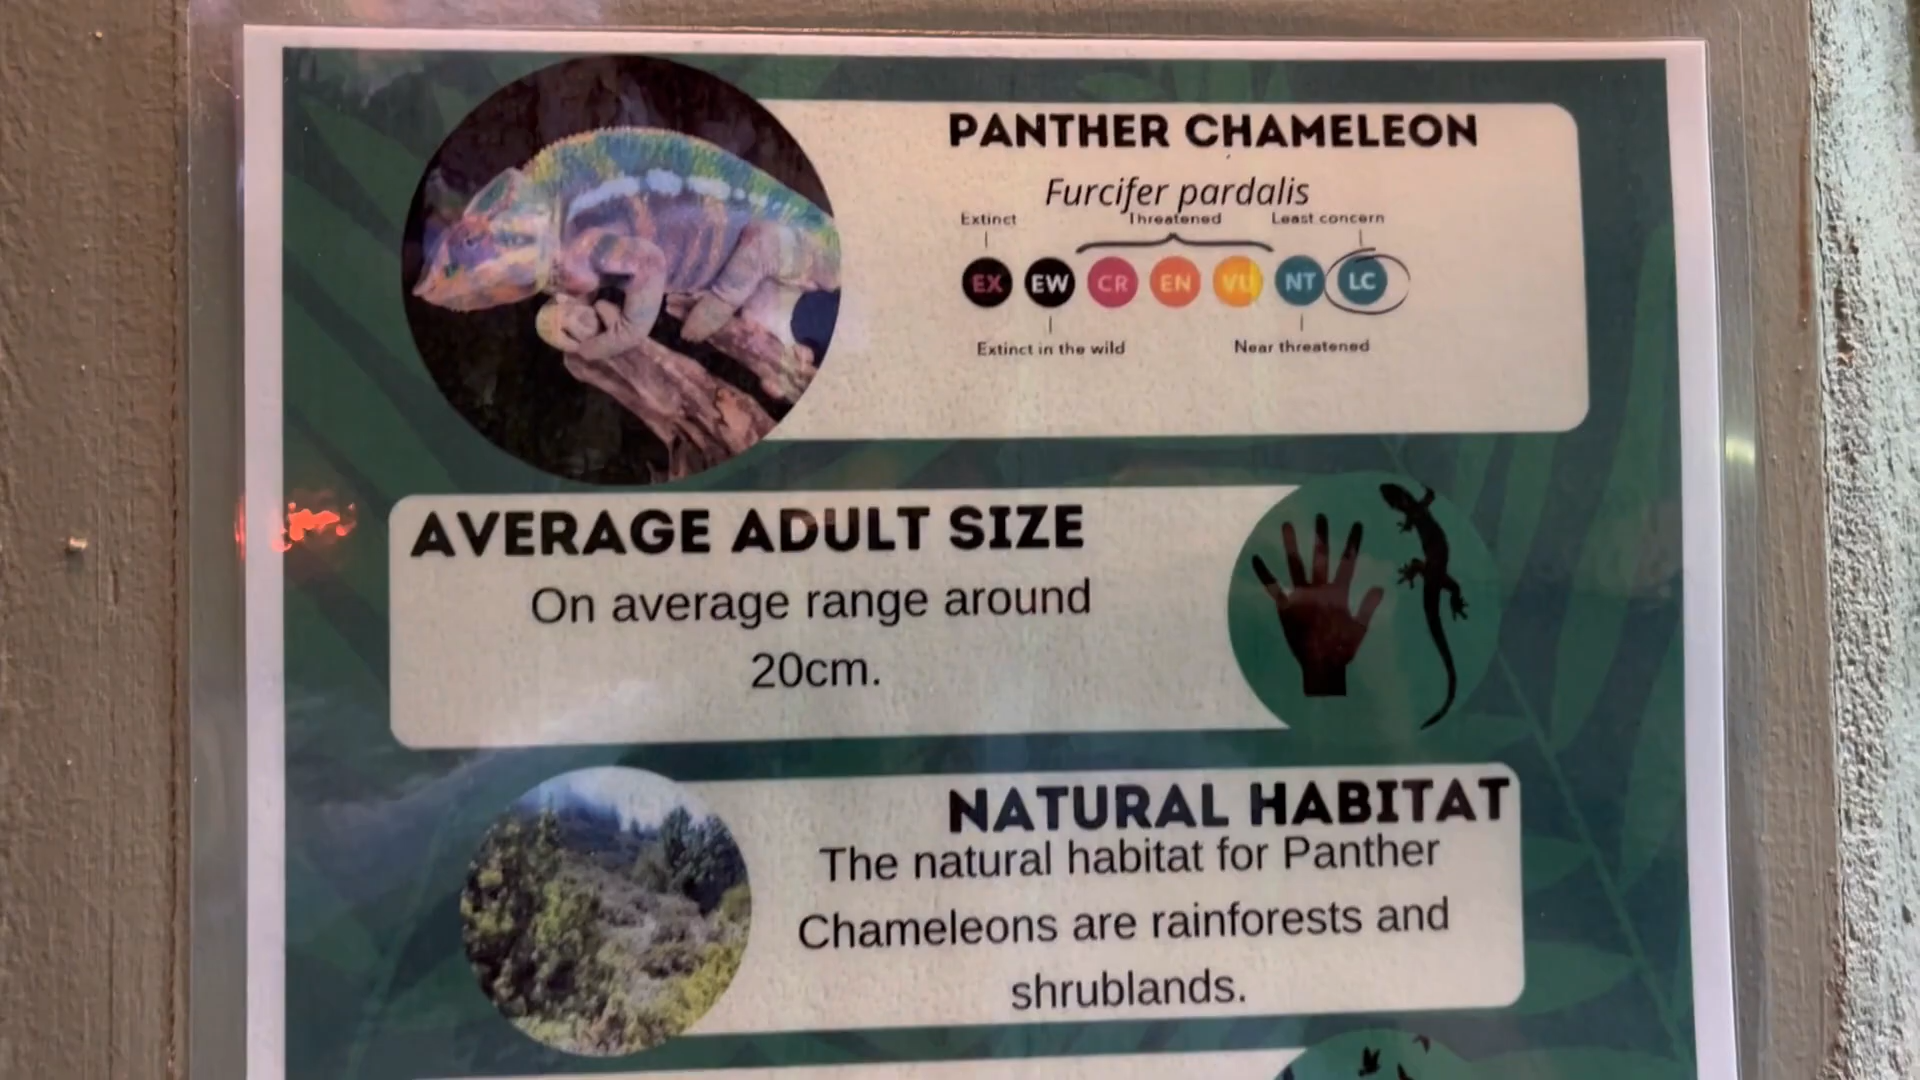 PANTHER CHAMELEON
Furcifer pardalis
Extinct Threatened Least concern
EX EW CR EN VU NT LC
Extinct in the wild Near threatened
AVERAGE ADULT SIZE
On average range around
20cm.
NATURAL HABITAT
The natural habitat for Panther
Chameleons are rainforests and
shrublands.